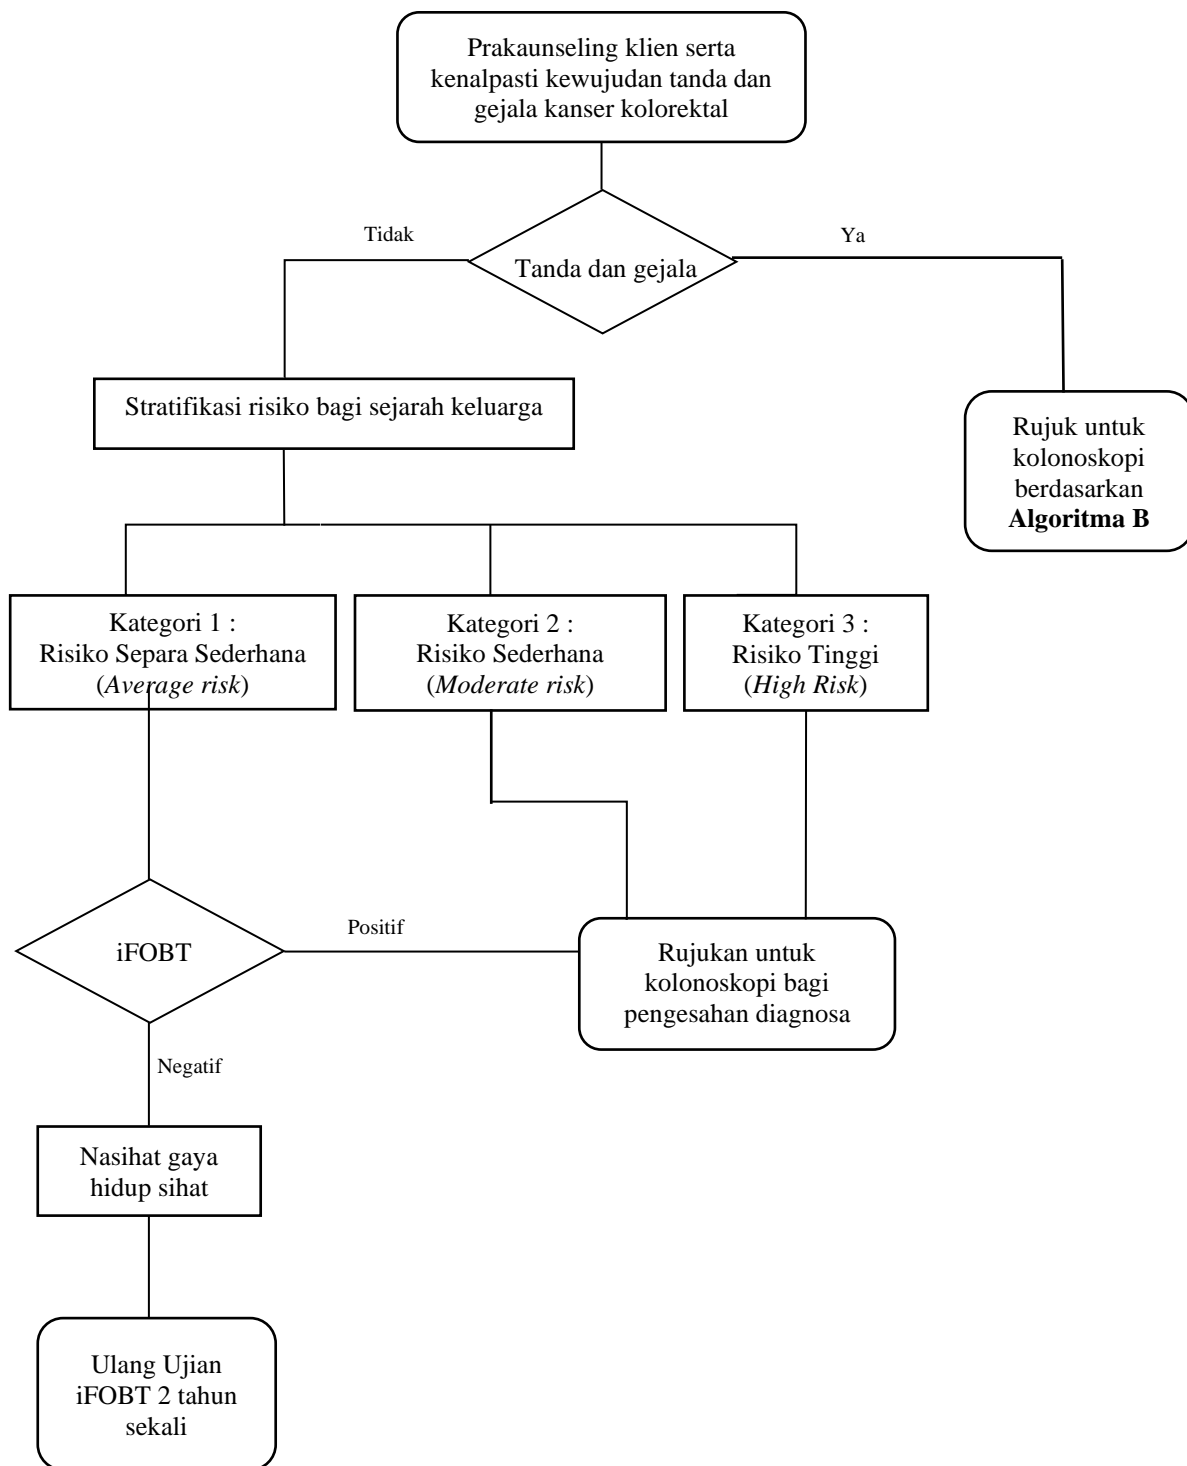 Prakaunseling klien serta
kenalpasti kewujudan tanda dan
gejala kanser kolorektal
Tidak
Ya
Tanda dan gejala
Stratifikasi risiko bagi sejarah keluarga
Rujuk untuk
kolonoskopi
berdasarkan
Algoritma B
Kategori 1 :
Risiko Separa Sederhana
(Average risk)
Kategori 2 :
Risiko Sederhana
(Moderate risk)
Kategori 3 :
Risiko Tinggi
(High Risk)
iFOBT
Positif
Rujukan untuk
kolonoskopi bagi
pengesahan diagnosa
Negatif
Nasihat gaya
hidup sihat
Ulang Ujian
iFOBT 2 tahun
sekali